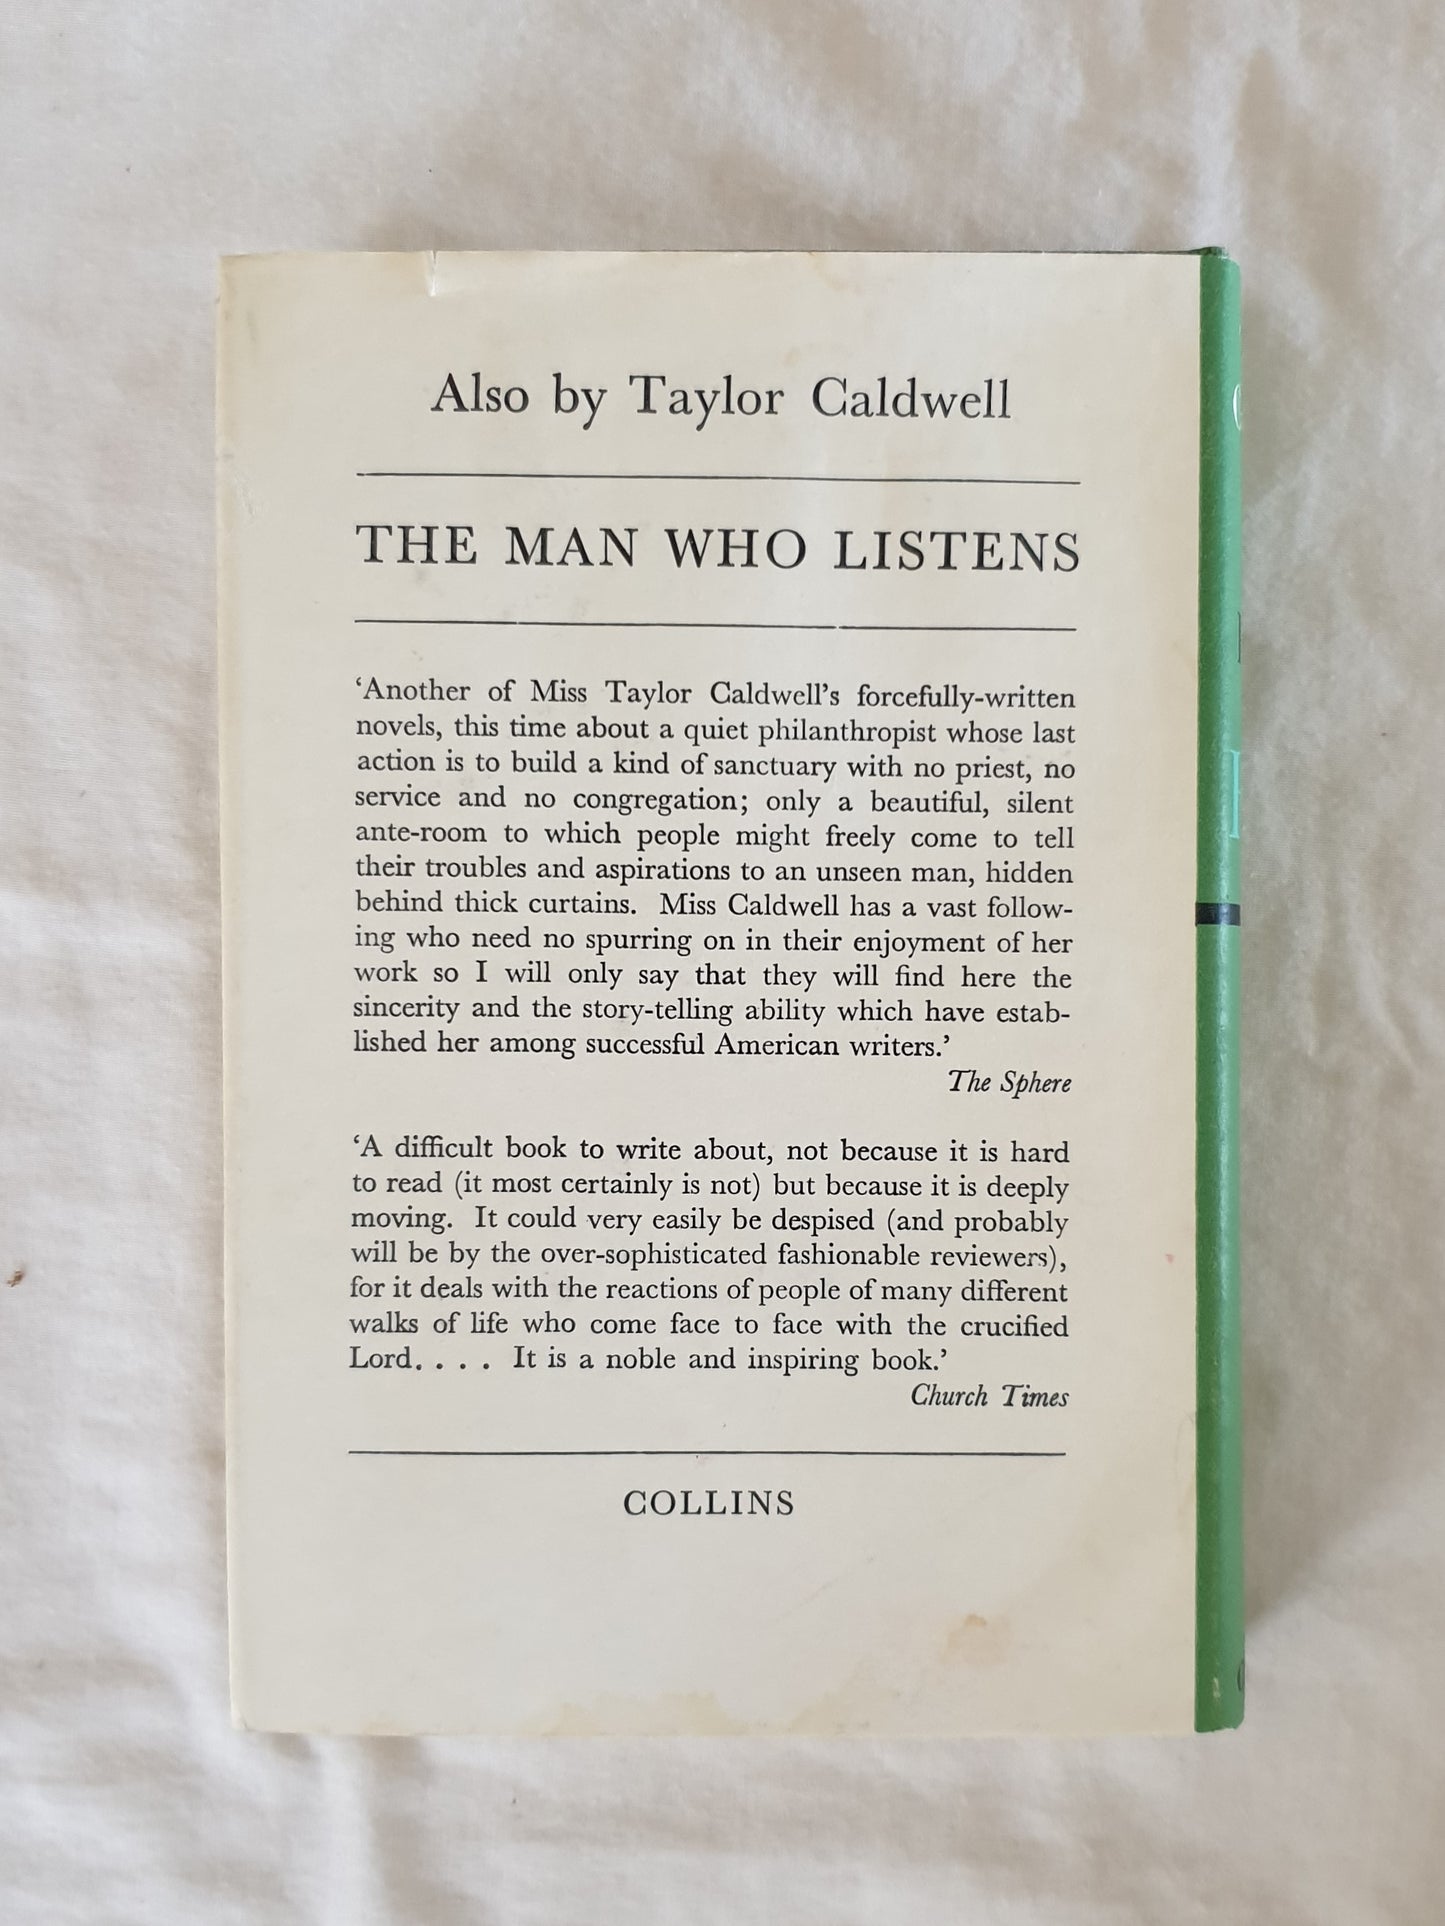 Also by Taylor Caldwell
THE MAN WHO LISTENS
‘Another of Miss Taylor Caldwell’s forcefully-written
novels, this time about a quiet philanthropist whose last
action is to build a kind of sanctuary with no priest, no
service and no congregation; only a beautiful, silent
ante-room to which people might freely come to tell
their troubles and aspirations to an unseen man, hidden
behind thick curtains. Miss Caldwell has a vast follow-
ing who need no spurring on in their enjoyment of her
work so I will only say that they will find here the
sincerity and the story-telling ability which have estab-
lished her among successful American writers.’
The Sphere
‘A difficult book to write about, not because it is hard
to read (it most certainly is not) but because it is deeply
moving. It could very easily be despised (and probably
will be by the over-sophisticated fashionable reviewers),
for it deals with the reactions of people of many different
walks of life who come face to face with the crucified
Lord. . . . It is a noble and inspiring book.’
Church Times
COLLINS